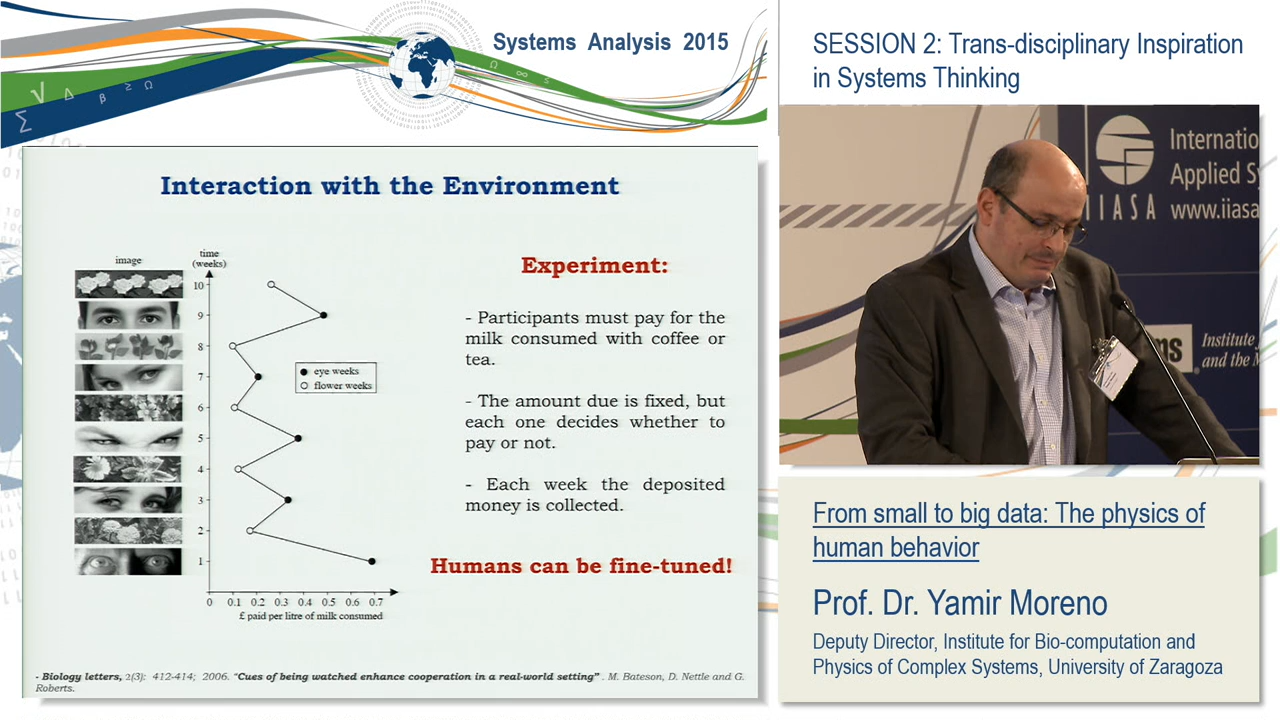 Systems Analysis 2015
SESSION 2: Trans-disciplinary Inspiration
in Systems Thinking
Interaction with the Environment
image
time
(weeks)
10
9
8
7
6
5
4
3
2
1
0 0.1 0.2 0.3 0.4 0.5 0.6 0.7
£ paid per litre of milk consumed
eye weeks
flower weeks
Experiment:
- Participants must pay for the
milk consumed with coffee or
tea.
- The amount due is fixed, but
each one decides whether to
pay or not.
- Each week the deposited
money is collected.
Humans can be fine-tuned!
- Biology letters, 2(3): 412-414; 2006. "Cues of being watched enhance cooperation in a real-world setting" . M. Bateson, D. Nettle and G.
Roberts.
IIASA
Internatio
Applied Sy
www.iiasa
Institute
and the M
From small to big data: The physics of
human behavior
Prof. Dr. Yamir Moreno
Deputy Director, Institute for Bio-computation and
Physics of Complex Systems, University of Zaragoza